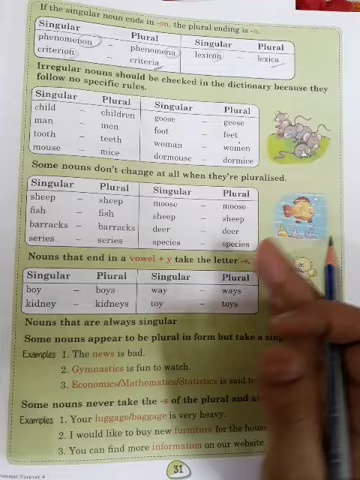 If the singular noun ends in -on, the plural ending is -a.
Singular Plural Singular Plural
phenomenon – phenomena lexicon – lexica
criterion – criteria
Irregular nouns should be checked in the dictionary because they
follow no specific rules.
Singular Plural Singular Plural
child – children goose – geese
man – men foot – feet
tooth – teeth woman – women
mouse – mice dormouse – dormice
Some nouns don't change at all when they're pluralised.
Singular Plural Singular Plural
sheep – sheep moose – moose
fish – fish sheep – sheep
barracks – barracks deer – deer
series – series species – species
Nouns that end in a vowel + y take the letter -s.
Singular Plural Singular Plural
boy – boys way – ways
kidney – kidneys toy – toys
Nouns that are always singular
Some nouns appear to be plural in form but take a
Examples 1. The news is bad.
2. Gymnastics is fun to watch.
3. Economics/Mathematics/Statistics is said to
Some nouns never take the -s of the plural and
Examples 1. Your luggage/baggage is very heavy.
2. I would like to buy new furniture for the house
3. You can find more information on our website
31